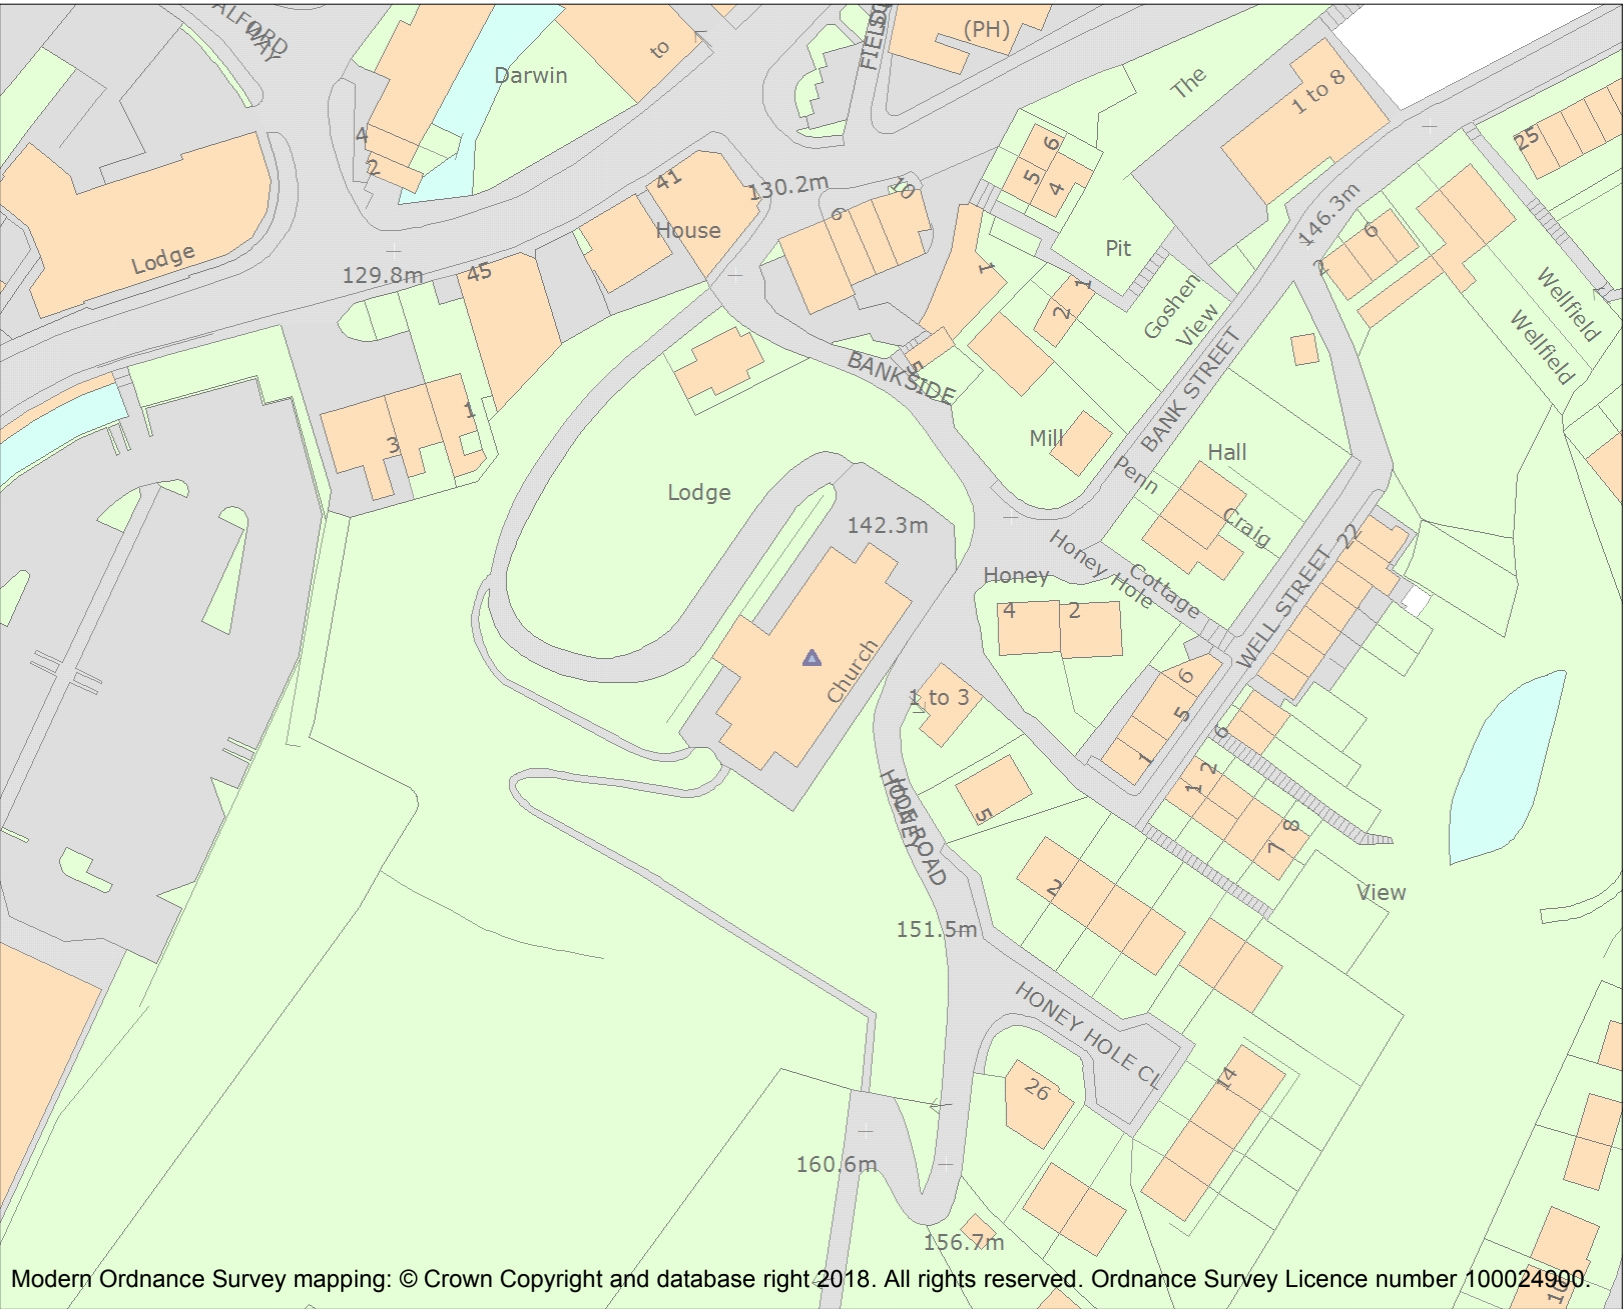 ALFORD
WAY
(PH)
to
Darwin
The
1 to 8
25
4
2
6
5
4
41
130.2m
10
6
House
146.3m
6
2
Lodge
129.8m
45
1
Pit
1
2
Goshen
View
Wellfield
Wellfield
BANKSIDE
5
BANK STREET
3
1
Mill
Hall
Penn
Lodge
142.3m
Craig
22
Honey
Honey Hole
Cottage
4
2
WELL STREET
Church
1 to 3
6
5
1
6
2
1
5
8
7
HONEY
HOLE ROAD
2
View
151.5m
HONEY HOLE CL
26
14
160.6m
156.7m
Modern Ordnance Survey mapping: © Crown Copyright and database right 2018. All rights reserved. Ordnance Survey Licence number 100024900.